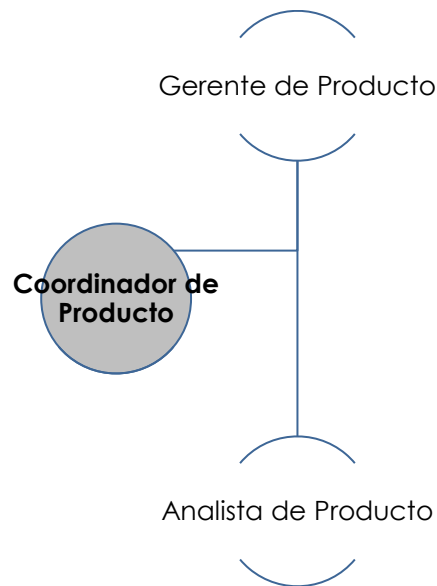 Gerente de Producto
Coordinador de
Producto
Analista de Producto